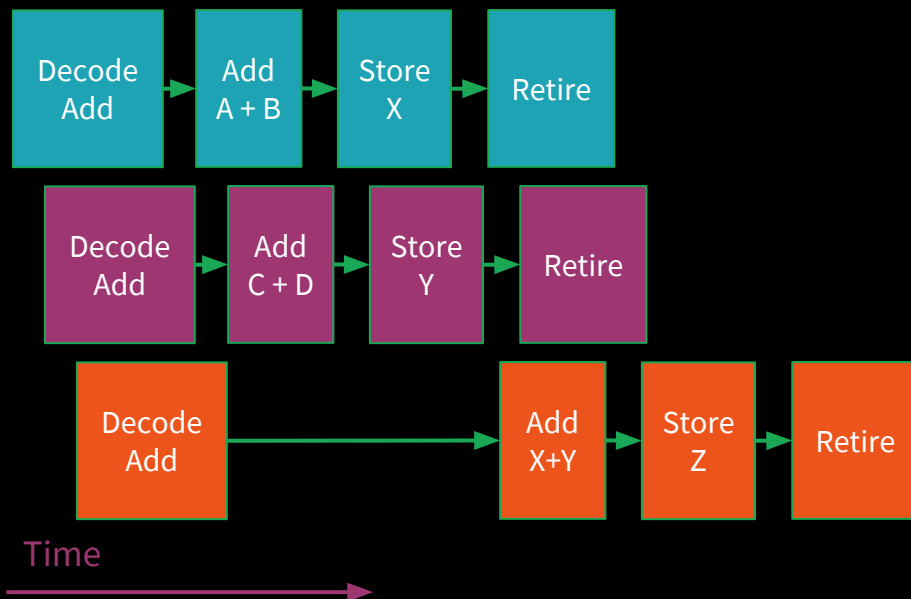 Decode
Add
Add
A + B
Store
X
Retire
Decode
Add
Add
C + D
Store
Y
Retire
Decode
Add
Add
X+Y
Store
Z
Retire
Time